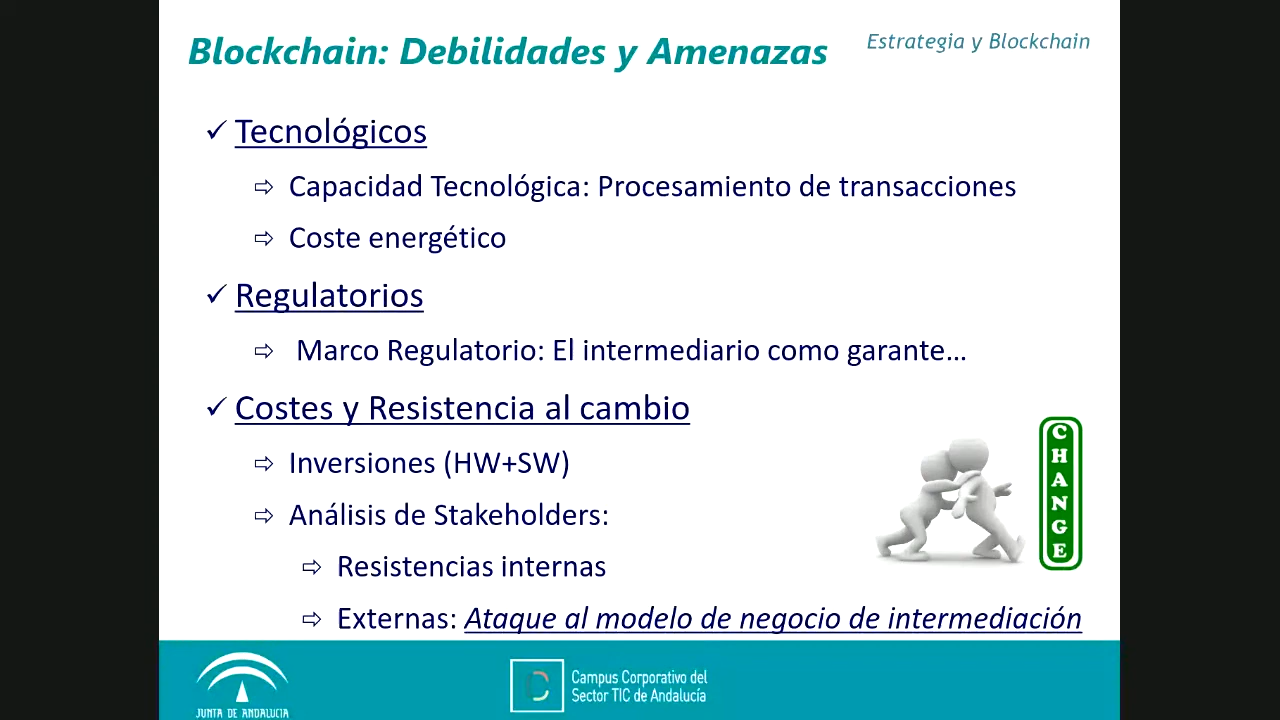 Blockchain: Debilidades y Amenazas
Estrategia y Blockchain
✓ Tecnológicos
⇨ Capacidad Tecnológica: Procesamiento de transacciones
⇨ Coste energético
✓ Regulatorios
⇨ Marco Regulatorio: El intermediario como garante...
✓ Costes y Resistencia al cambio
⇨ Inversiones (HW+SW)
⇨ Análisis de Stakeholders:
⇨ Resistencias internas
⇨ Externas: Ataque al modelo de negocio de intermediación
CHANGE
JUNTA DE ANDALUCIA
Campus Corporativo del
Sector TIC de Andalucía